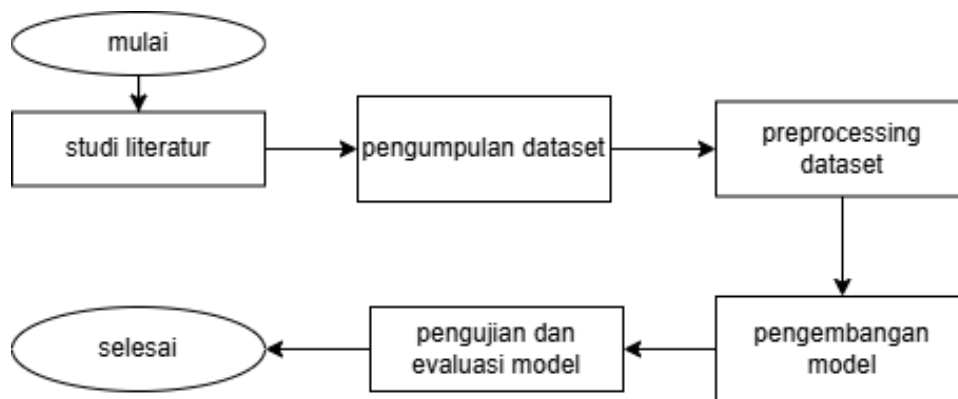 mulai
studi literatur
pengumpulan dataset
preprocessing
dataset
pengembangan
model
pengujian dan
evaluasi model
selesai